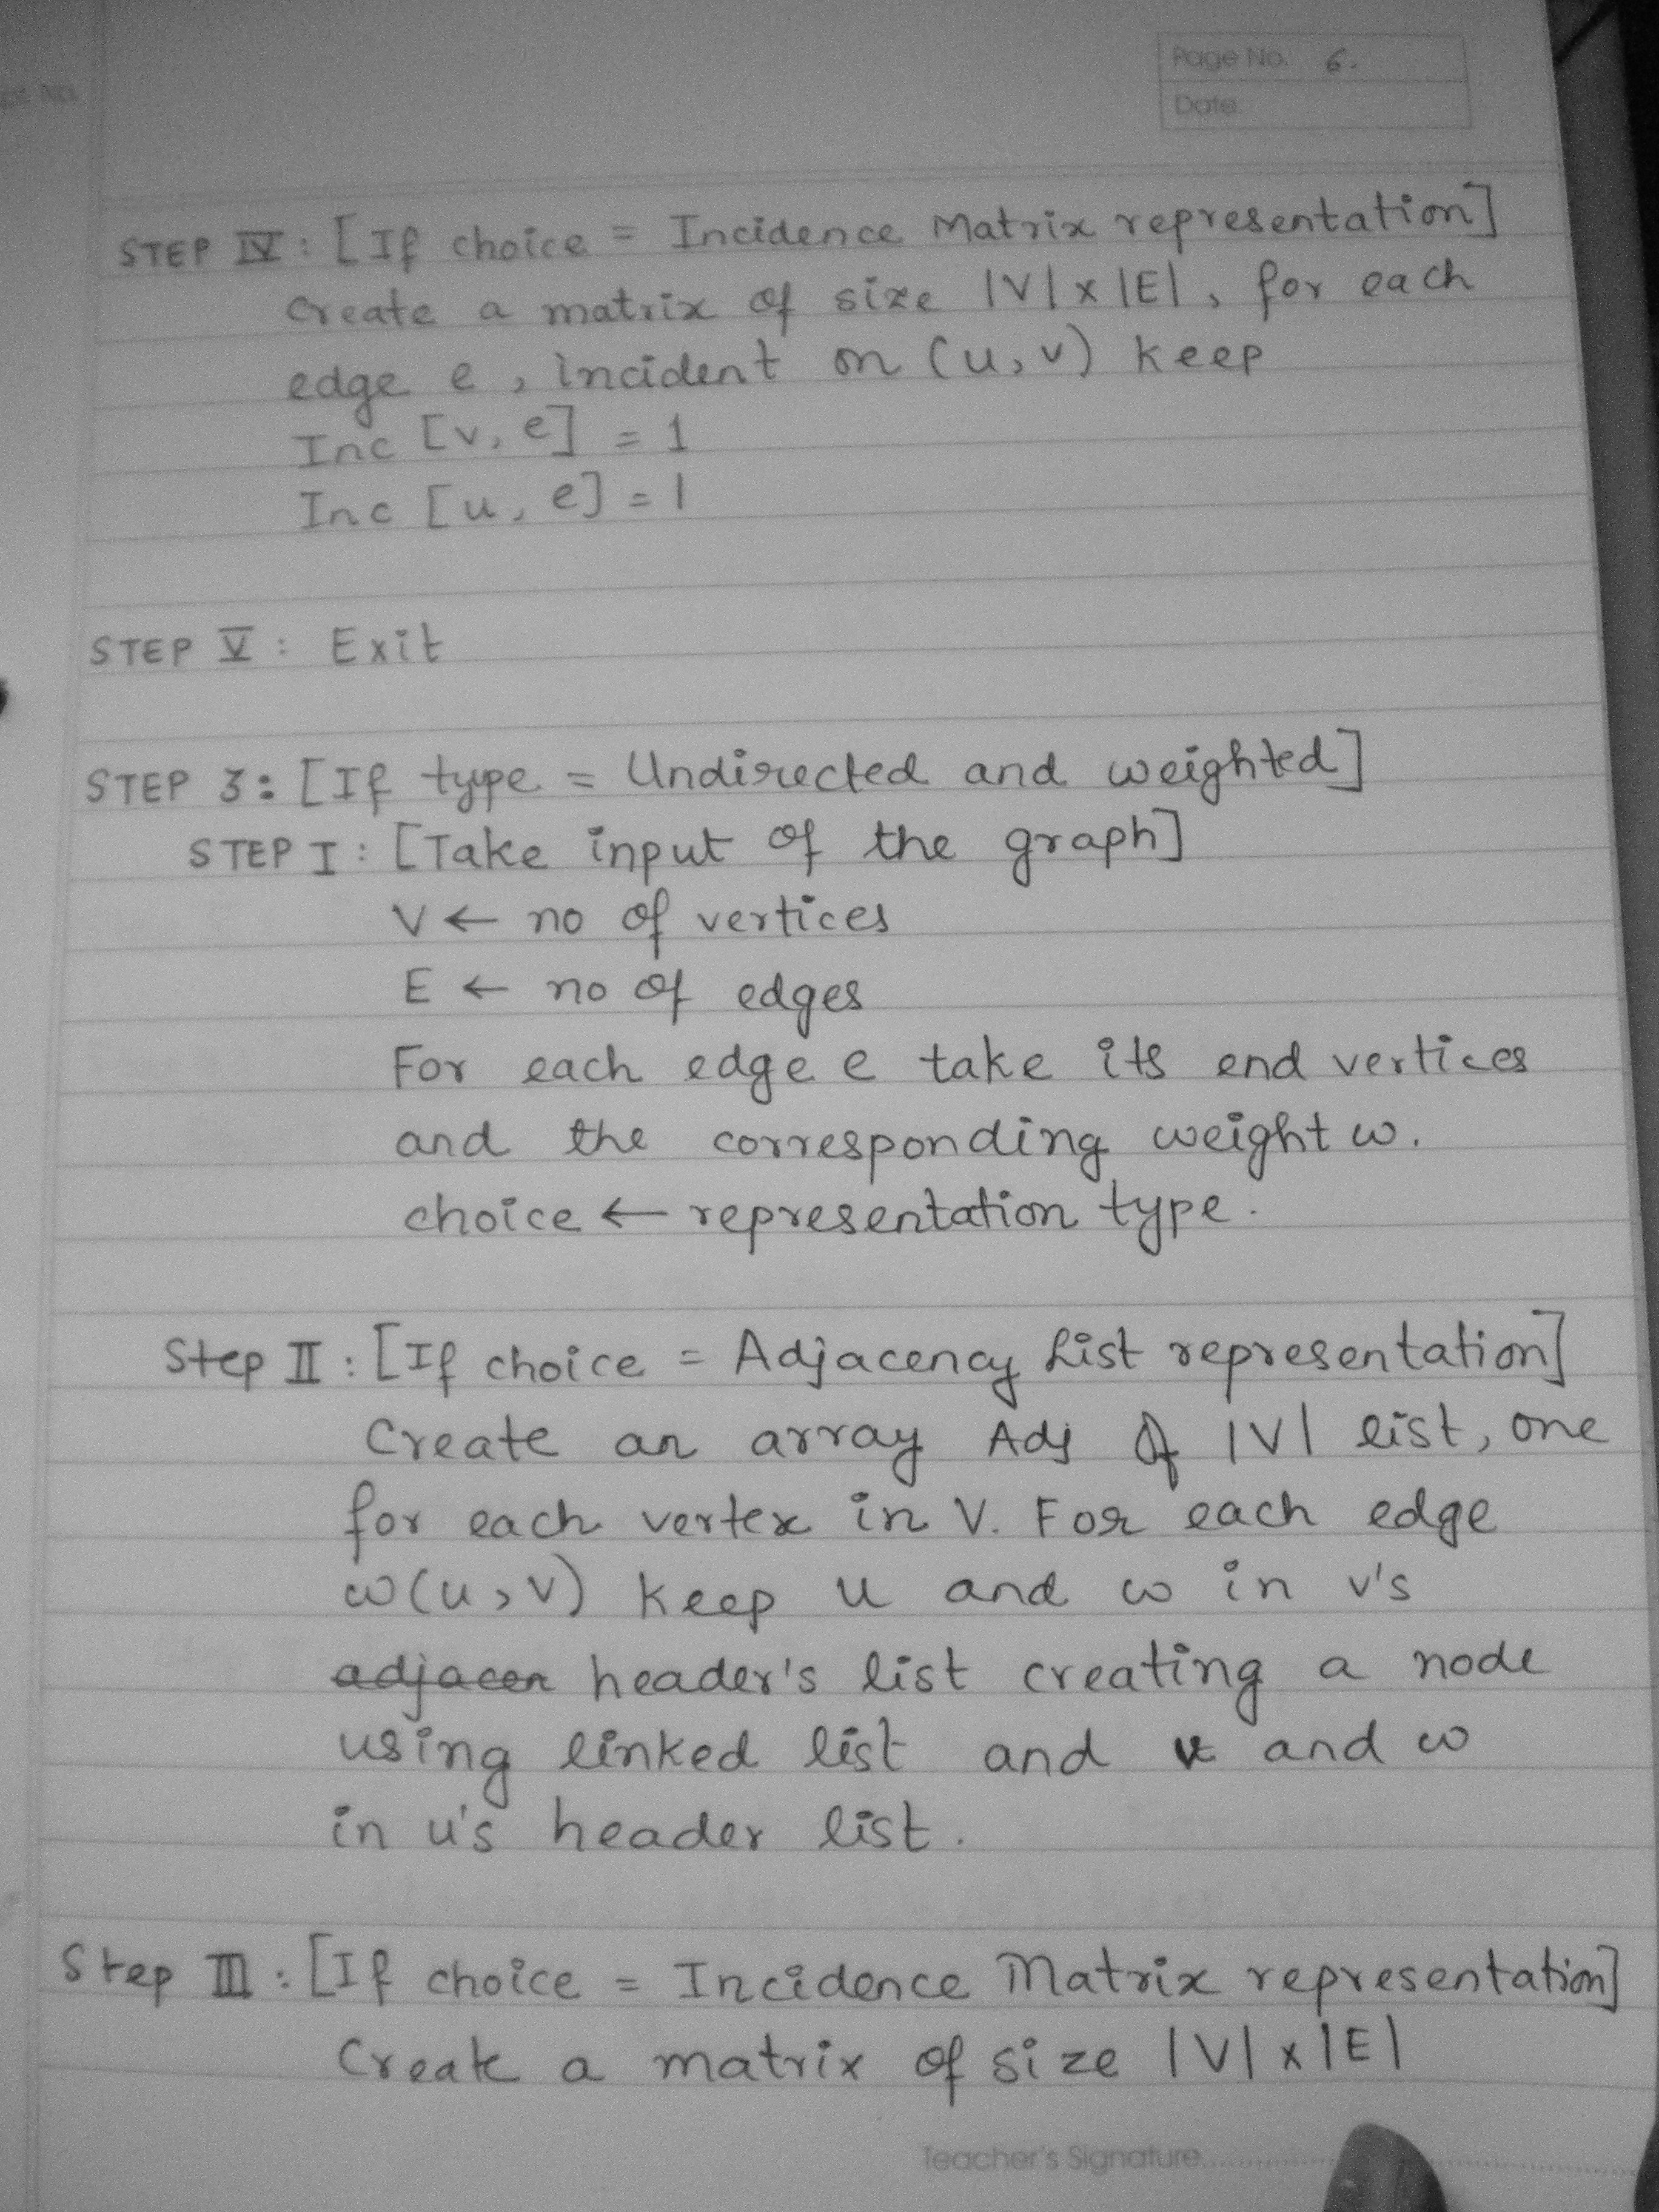 Page No. 6.
Date
STEP IV : [If choice = Incidence Matrix representation]
Create a matrix of size |V| x |E|, for each
edge e, incident on (u, v) keep
Inc [v, e] = 1
Inc [u, e] = 1
STEP V : Exit
STEP 3: [If type = Undirected and weighted]
STEP I : [Take input of the graph]
V ← no of vertices
E ← no of edges
For each edge e take its end vertices
and the corresponding weight w.
choice ← representation type.
Step II : [If choice = Adjacency List representation]
Create an array Adj of |V| list, one
for each vertex in V. For each edge
w(u, v) keep u and w in v's
adjacen header's list creating a node
using linked list and v and w
in u's header list.
Step III : [If choice = Incidence Matrix representation]
Create a matrix of size |V| x |E|
Teacher's Signature